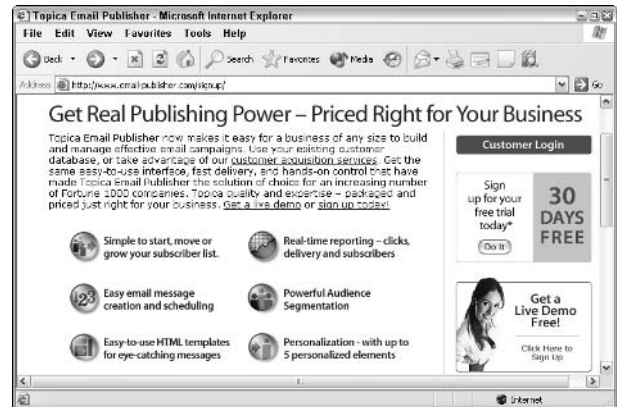 Topica Email Publisher - Microsoft Internet Explorer
File Edit View Favorites Tools Help
Back Search Favorites Media
Address http://www.email-publisher.com/signup/ Go
Get Real Publishing Power – Priced Right for Your Business
Topica Email Publisher now makes it easy for a business of any size to build
and manage effective email campaigns. Use your existing customer
database, or take advantage of our customer acquisition services. Get the
same easy-to-use interface, fast delivery, and hands-on control that have
made Topica Email Publisher the solution of choice for an increasing number
of Fortune 1000 companies. Topica quality and expertise – packaged and
priced just right for your business. Get a live demo or sign up today!
Simple to start, move or
grow your subscriber list.
Real-time reporting – clicks,
delivery and subscribers
123
Easy email message
creation and scheduling
Powerful Audience
Segmentation
Easy-to-use HTML templates
for eye-catching messages
Personalization - with up to
5 personalized elements
Customer Login
Sign
up for your
free trial
today*
Do it
30
DAYS
FREE
Get a
Live Demo
Free!
Click Here to
Sign Up
Internet